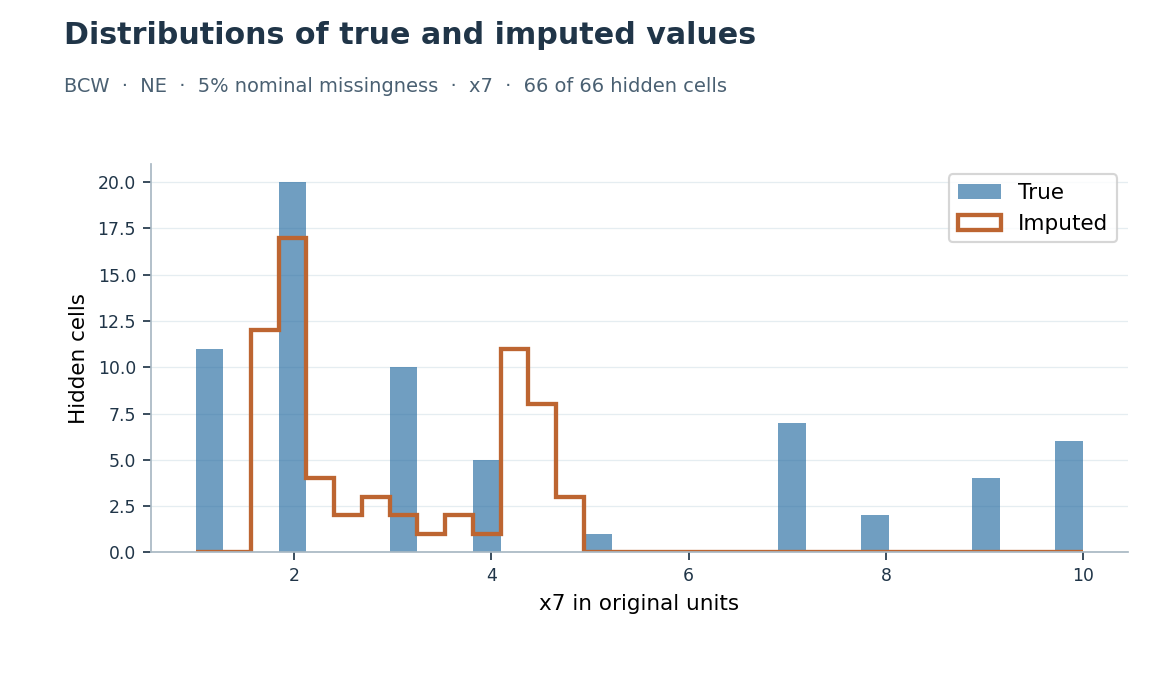 Distributions of true and imputed values
BCW · NE · 5% nominal missingness · x7 · 66 of 66 hidden cells
True
Imputed
Hidden cells
20.0
17.5
15.0
12.5
10.0
7.5
5.0
2.5
0.0
2 4 6 8 10
x7 in original units